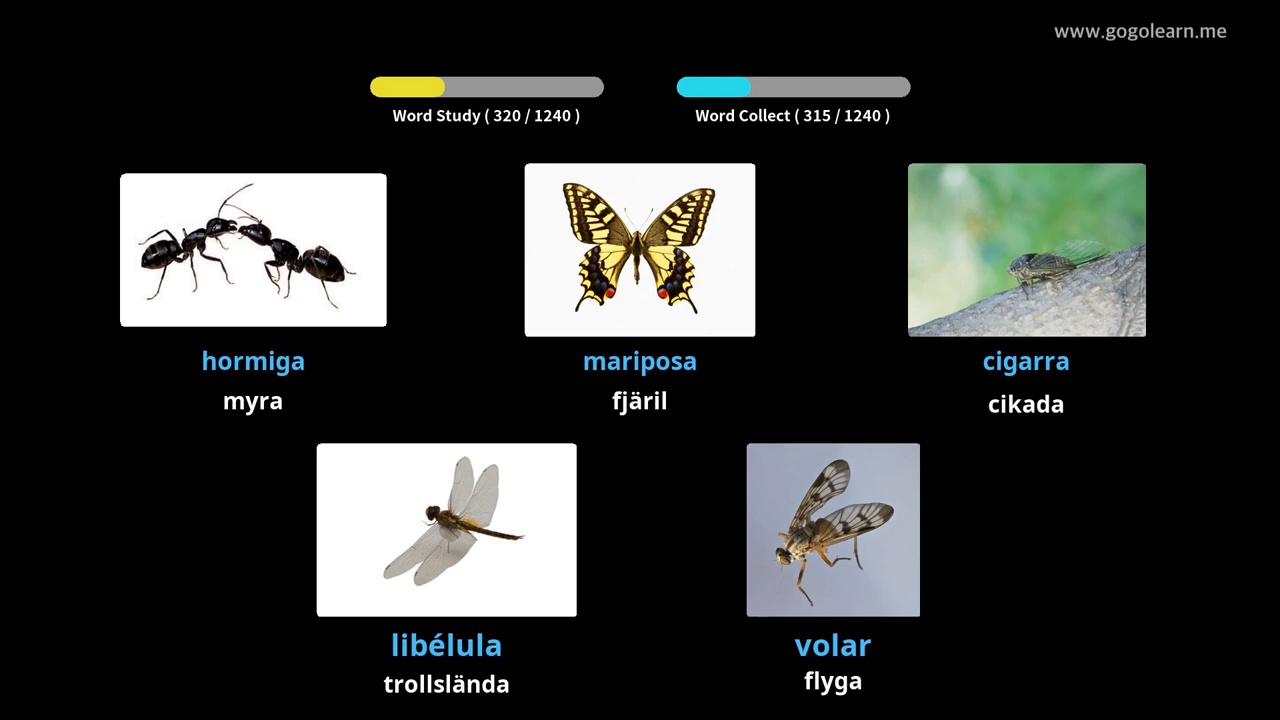 www.gogolearn.me
Word Study ( 320 / 1240 )
Word Collect ( 315 / 1240 )
hormiga
myra
mariposa
fjäril
cigarra
cikada
libélula
trollslända
volar
flyga